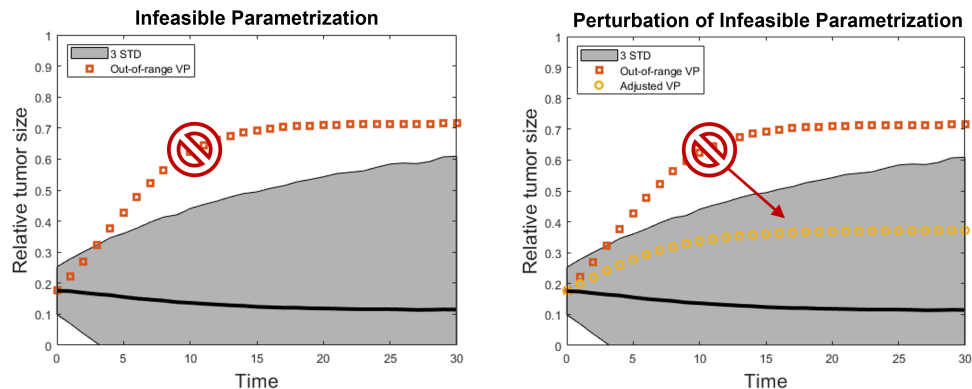 Infeasible Parametrization
1
0.9
0.8
0.7
0.6
0.5
0.4
0.3
0.2
0.1
0
Relative tumor size
3 STD
Out-of-range VP
0 5 10 15 20 25 30
Time
Perturbation of Infeasible Parametrization
1
0.9
0.8
0.7
0.6
0.5
0.4
0.3
0.2
0.1
0
Relative tumor size
3 STD
Out-of-range VP
Adjusted VP
0 5 10 15 20 25 30
Time